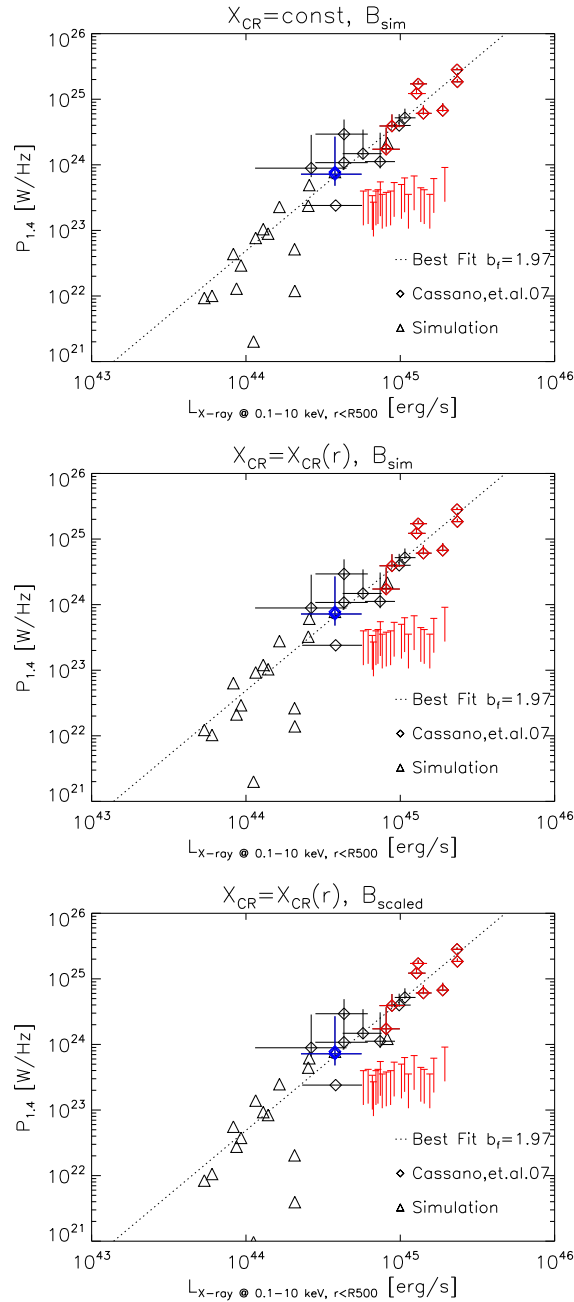 X_CR=const, B_sim
10^26
10^25
10^24
10^23
10^22
10^21
P_1.4 [W/Hz]
Best Fit b_f=1.97
Cassano,et.al.07
Simulation
10^43 10^44 10^45 10^46
L_X-ray @ 0.1-10 keV, r<R500 [erg/s]
X_CR=X_CR(r), B_sim
10^26
10^25
10^24
10^23
10^22
10^21
P_1.4 [W/Hz]
Best Fit b_f=1.97
Cassano,et.al.07
Simulation
10^43 10^44 10^45 10^46
L_X-ray @ 0.1-10 keV, r<R500 [erg/s]
X_CR=X_CR(r), B_scaled
10^26
10^25
10^24
10^23
10^22
10^21
P_1.4 [W/Hz]
Best Fit b_f=1.97
Cassano,et.al.07
Simulation
10^43 10^44 10^45 10^46
L_X-ray @ 0.1-10 keV, r<R500 [erg/s]